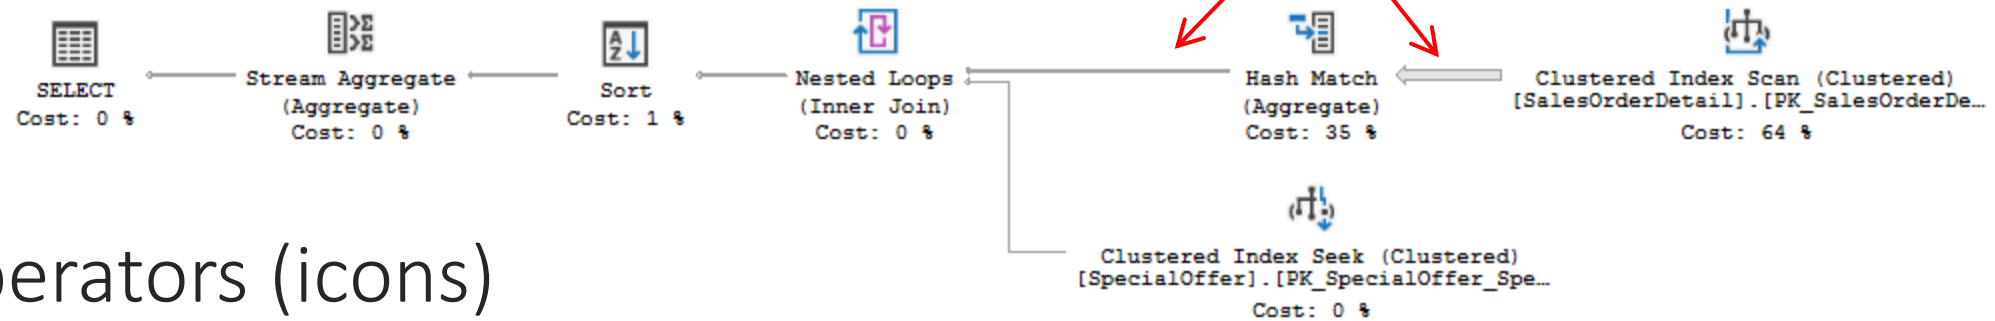 SELECT
Cost: 0 %
Stream Aggregate
(Aggregate)
Cost: 0 %
Sort
Cost: 1 %
Nested Loops
(Inner Join)
Cost: 0 %
Hash Match
(Aggregate)
Cost: 35 %
Clustered Index Scan (Clustered)
[SalesOrderDetail].[PK_SalesOrderDe…
Cost: 64 %
Clustered Index Seek (Clustered)
[SpecialOffer].[PK_SpecialOffer_Spe…
Cost: 0 %
perators (icons)